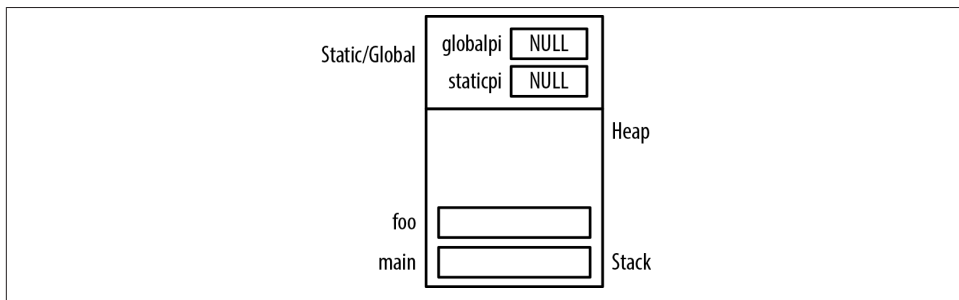 Static/Global
globalpi NULL
staticpi NULL
Heap
foo
main
Stack